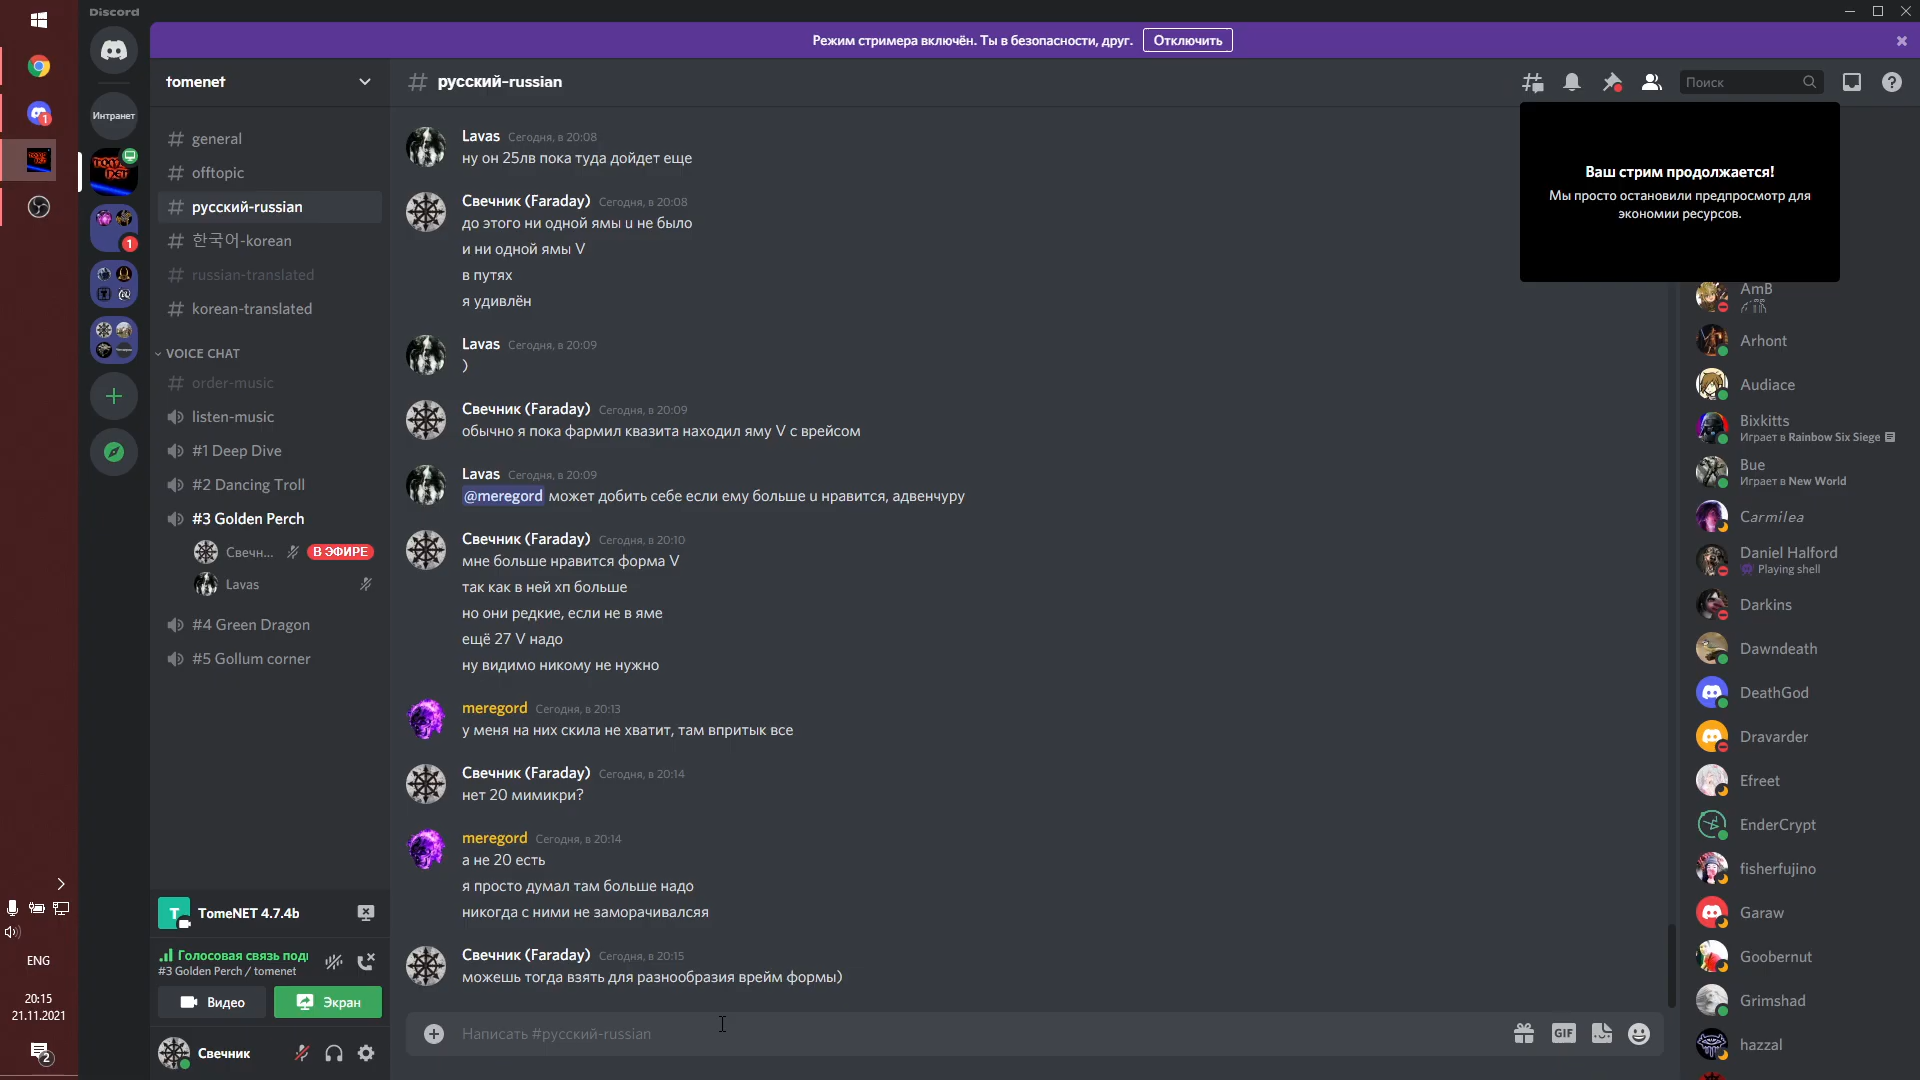 Discord
Режим стримера включён. Ты в безопасности, друг.
Отключить
Интранет
1
1
ENG
20:15
21.11.2021
2
tomenet
general
offtopic
русский-russian
한국어-korean
russian-translated
korean-translated
VOICE CHAT
order-music
listen-music
#1 Deep Dive
#2 Dancing Troll
#3 Golden Perch
Свечн...
В ЭФИРЕ
Lavas
#4 Green Dragon
#5 Gollum corner
T
TomeNET 4.7.4b
Голосовая связь подк
#3 Golden Perch / tomenet
Видео
Экран
Свечник
русский-russian
Поиск
Lavas Сегодня, в 20:08
ну он 25лв пока туда дойдет еще
Свечник (Faraday) Сегодня, в 20:08
до этого ни одной ямы u не было
и ни одной ямы V
в путях
я удивлён
Lavas Сегодня, в 20:09
)
Свечник (Faraday) Сегодня, в 20:09
обычно я пока фармил квазита находил яму V с врейсом
Lavas Сегодня, в 20:09
@meregord может добить себе если ему больше u нравится, адвенчуру
Свечник (Faraday) Сегодня, в 20:10
мне больше нравится форма V
так как в ней хп больше
но они редкие, если не в яме
ещё 27 V надо
ну видимо никому не нужно
meregord Сегодня, в 20:13
у меня на них скила не хватит, там впритык все
Свечник (Faraday) Сегодня, в 20:14
нет 20 мимикри?
meregord Сегодня, в 20:14
а не 20 есть
я просто думал там больше надо
никогда с ними не заморачивалсяя
Свечник (Faraday) Сегодня, в 20:15
можешь тогда взять для разнообразия врейм формы)
Написать #русский-russian
GIF
Ваш стрим продолжается!
Мы просто остановили предпросмотр для
экономии ресурсов.
AmB
Arhont
Audiace
Bixkitts
Играет в Rainbow Six Siege
Bue
Играет в New World
Carmilea
Daniel Halford
Playing shell
Darkins
Dawndeath
DeathGod
Dravarder
Efreet
EnderCrypt
fisherfujino
Garaw
Goobernut
Grimshad
hazzal